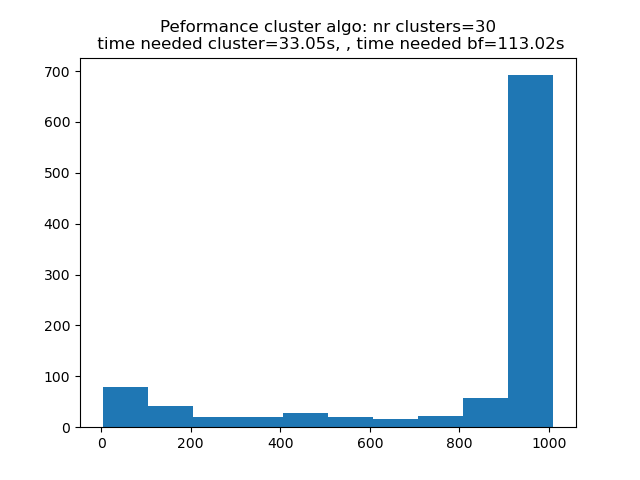 Peformance cluster algo: nr clusters=30
time needed cluster=33.05s, , time needed bf=113.02s
700
600
500
400
300
200
100
0
0 200 400 600 800 1000